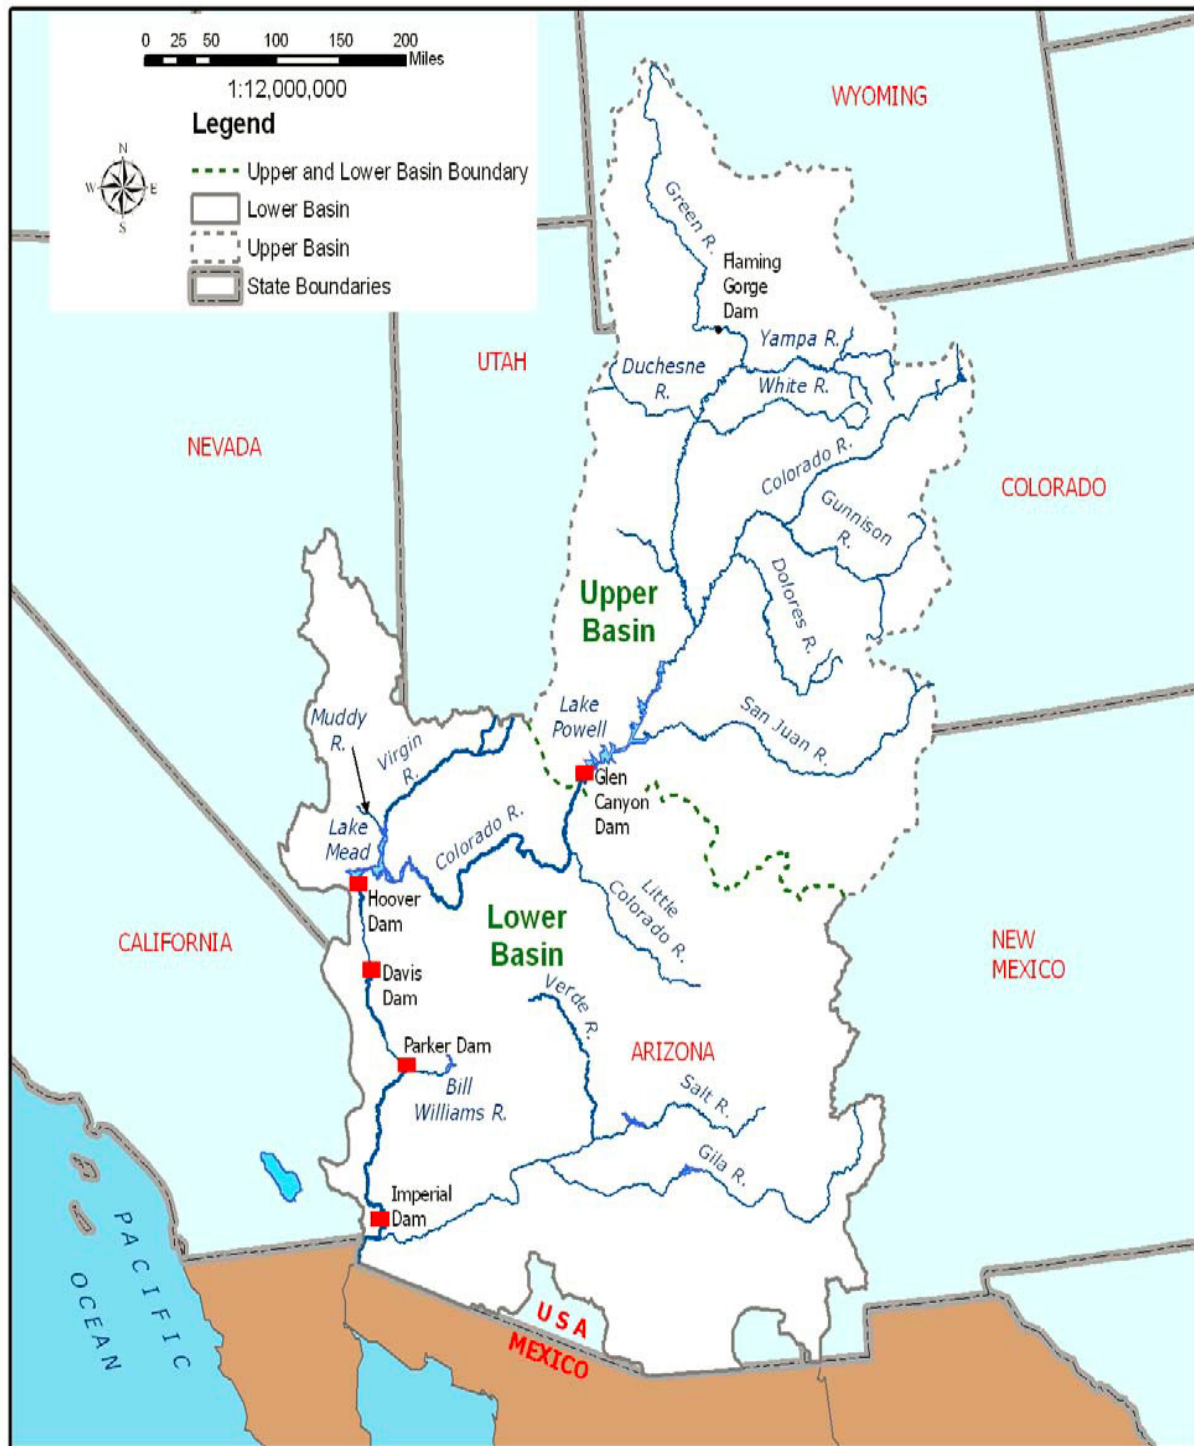 0 25 50 100 150 200
Miles
1:12,000,000
Legend
N
W E
S
Upper and Lower Basin Boundary
Lower Basin
Upper Basin
State Boundaries
WYOMING
Green R.
Flaming
Gorge
Dam
UTAH
Yampa R.
Duchesne
R.
White R.
NEVADA
Colorado R.
COLORADO
Gunnison
R.
Dolores R.
Upper
Basin
Lake
Powell
San Juan R.
Muddy
R.
Virgin
R.
Glen
Canyon
Dam
Lake
Mead
Colorado R.
Hoover
Dam
Little
Colorado R.
Lower
Basin
CALIFORNIA
NEW
MEXICO
Davis
Dam
Verde R.
Parker Dam
ARIZONA
Bill
Williams R.
Salt R.
Gila R.
Imperial
Dam
PACIFIC
OCEAN
USA
MEXICO